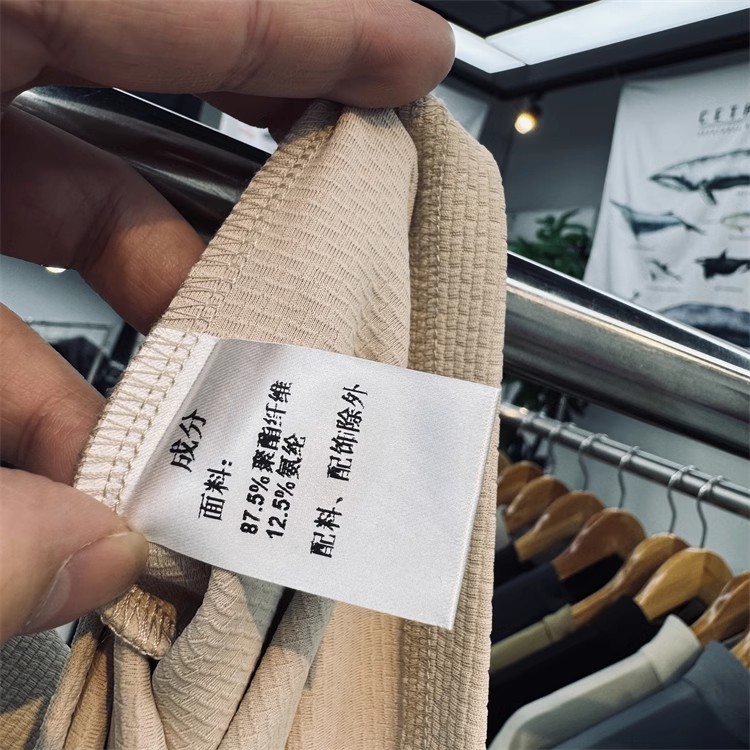 成分
面料:
87.5%聚酯纤维
12.5%氨纶
配料、配饰除外